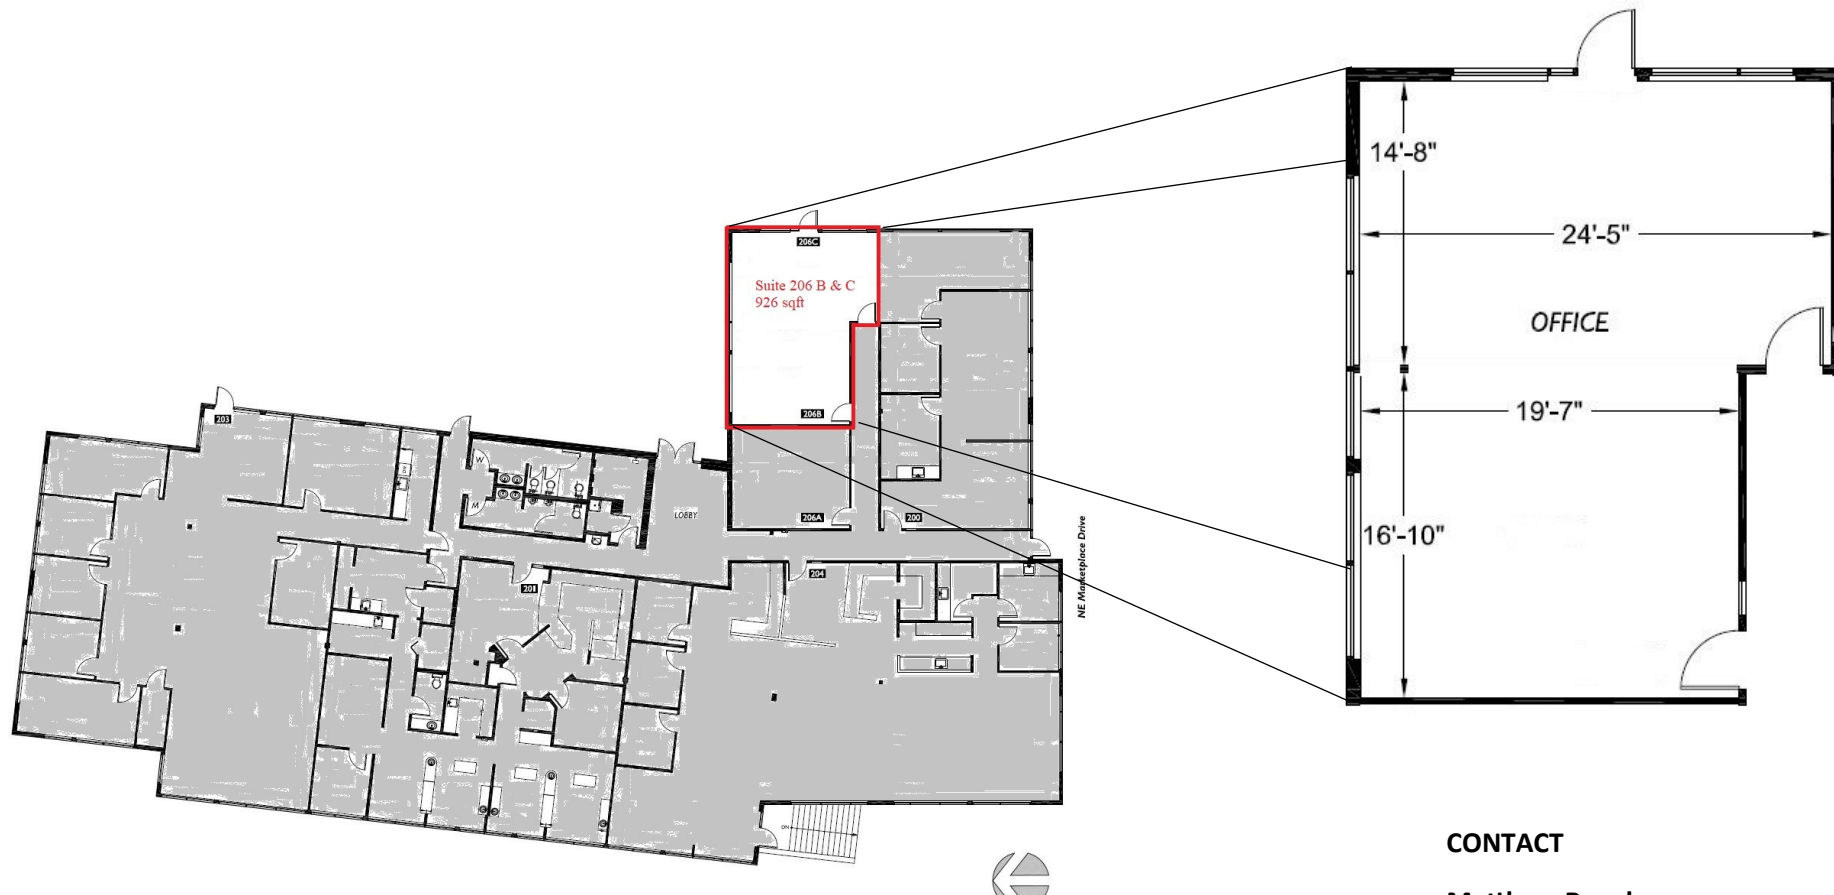 14'-8"
24'-5"
OFFICE
19'-7"
16'-10"
206C
Suite 206 B & C
926 sqft
206B
206A
200
203
W
M
LOBBY
201
204
NE Marketplace Drive
DN
CONTACT